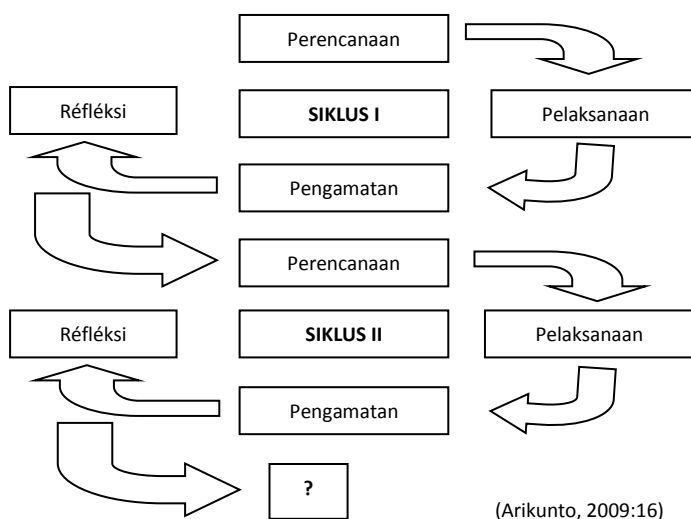 Perencanaan
Réfléksi
SIKLUS I
Pelaksanaan
Pengamatan
Perencanaan
Réfléksi
SIKLUS II
Pelaksanaan
Pengamatan
?
(Arikunto, 2009:16)